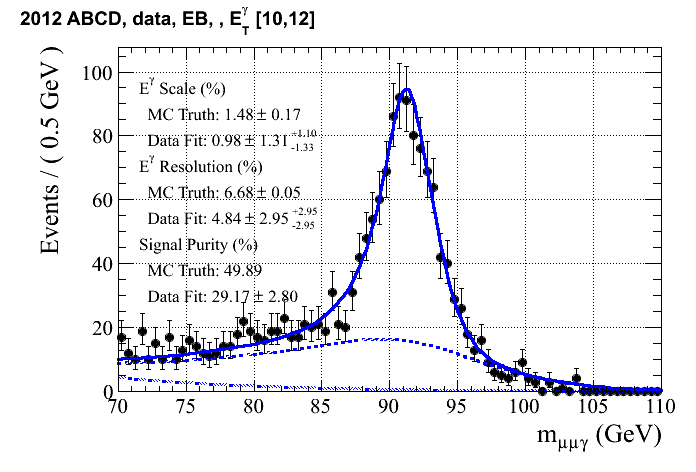 2012 ABCD, data, EB, , E_T^γ [10,12]
Events / ( 0.5 GeV )
100
80
60
40
20
0
E^γ Scale (%)
MC Truth: 1.48 ± 0.17
Data Fit: 0.98 ± 1.31 +1.10 -1.33
E^γ Resolution (%)
MC Truth: 6.68 ± 0.05
Data Fit: 4.84 ± 2.95 +2.95 -2.95
Signal Purity (%)
MC Truth: 49.89
Data Fit: 29.17 ± 2.80
70 75 80 85 90 95 100 105 110
m_μμγ (GeV)